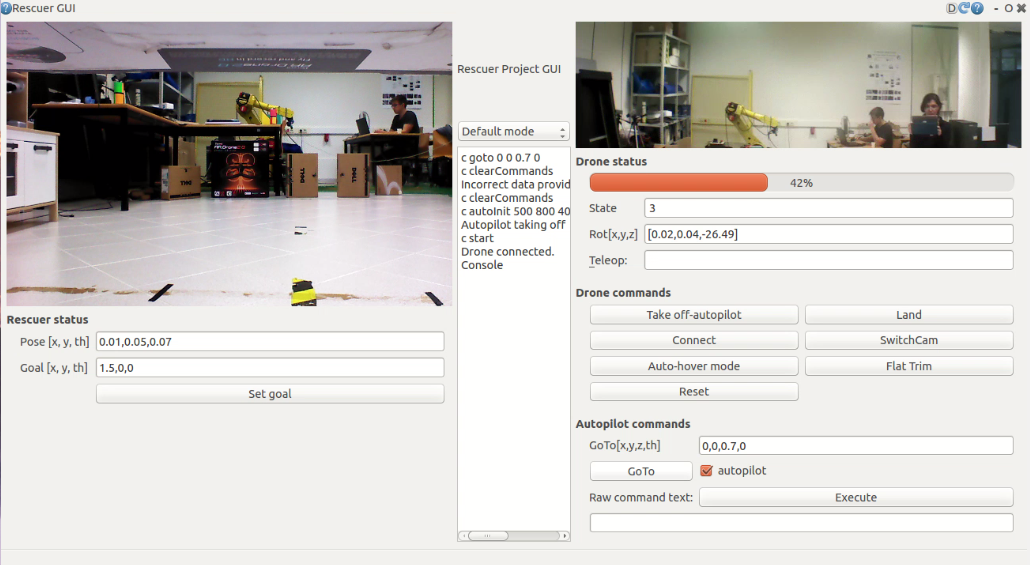 Rescuer GUI
D
- O
Rescuer Project GUI
Default mode
c goto 0 0 0.7 0
c clearCommands
Incorrect data provid
c clearCommands
c autoInit 500 800 40
Autopilot taking off
c start
Drone connected.
Console
DELL
DELL
Rescuer status
Pose [x, y, th] 0.01,0.05,0.07
Goal [x, y, th] 1.5,0,0
Set goal
Drone status
42%
State 3
Rot[x,y,z] [0.02,0.04,-26.49]
Teleop:
Drone commands
Take off-autopilot Land
Connect SwitchCam
Auto-hover mode Flat Trim
Reset
Autopilot commands
GoTo[x,y,z,th] 0,0,0.7,0
GoTo autopilot
Raw command text: Execute